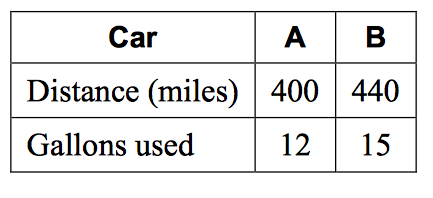 Car A B
Distance (miles) 400 440
Gallons used 12 15